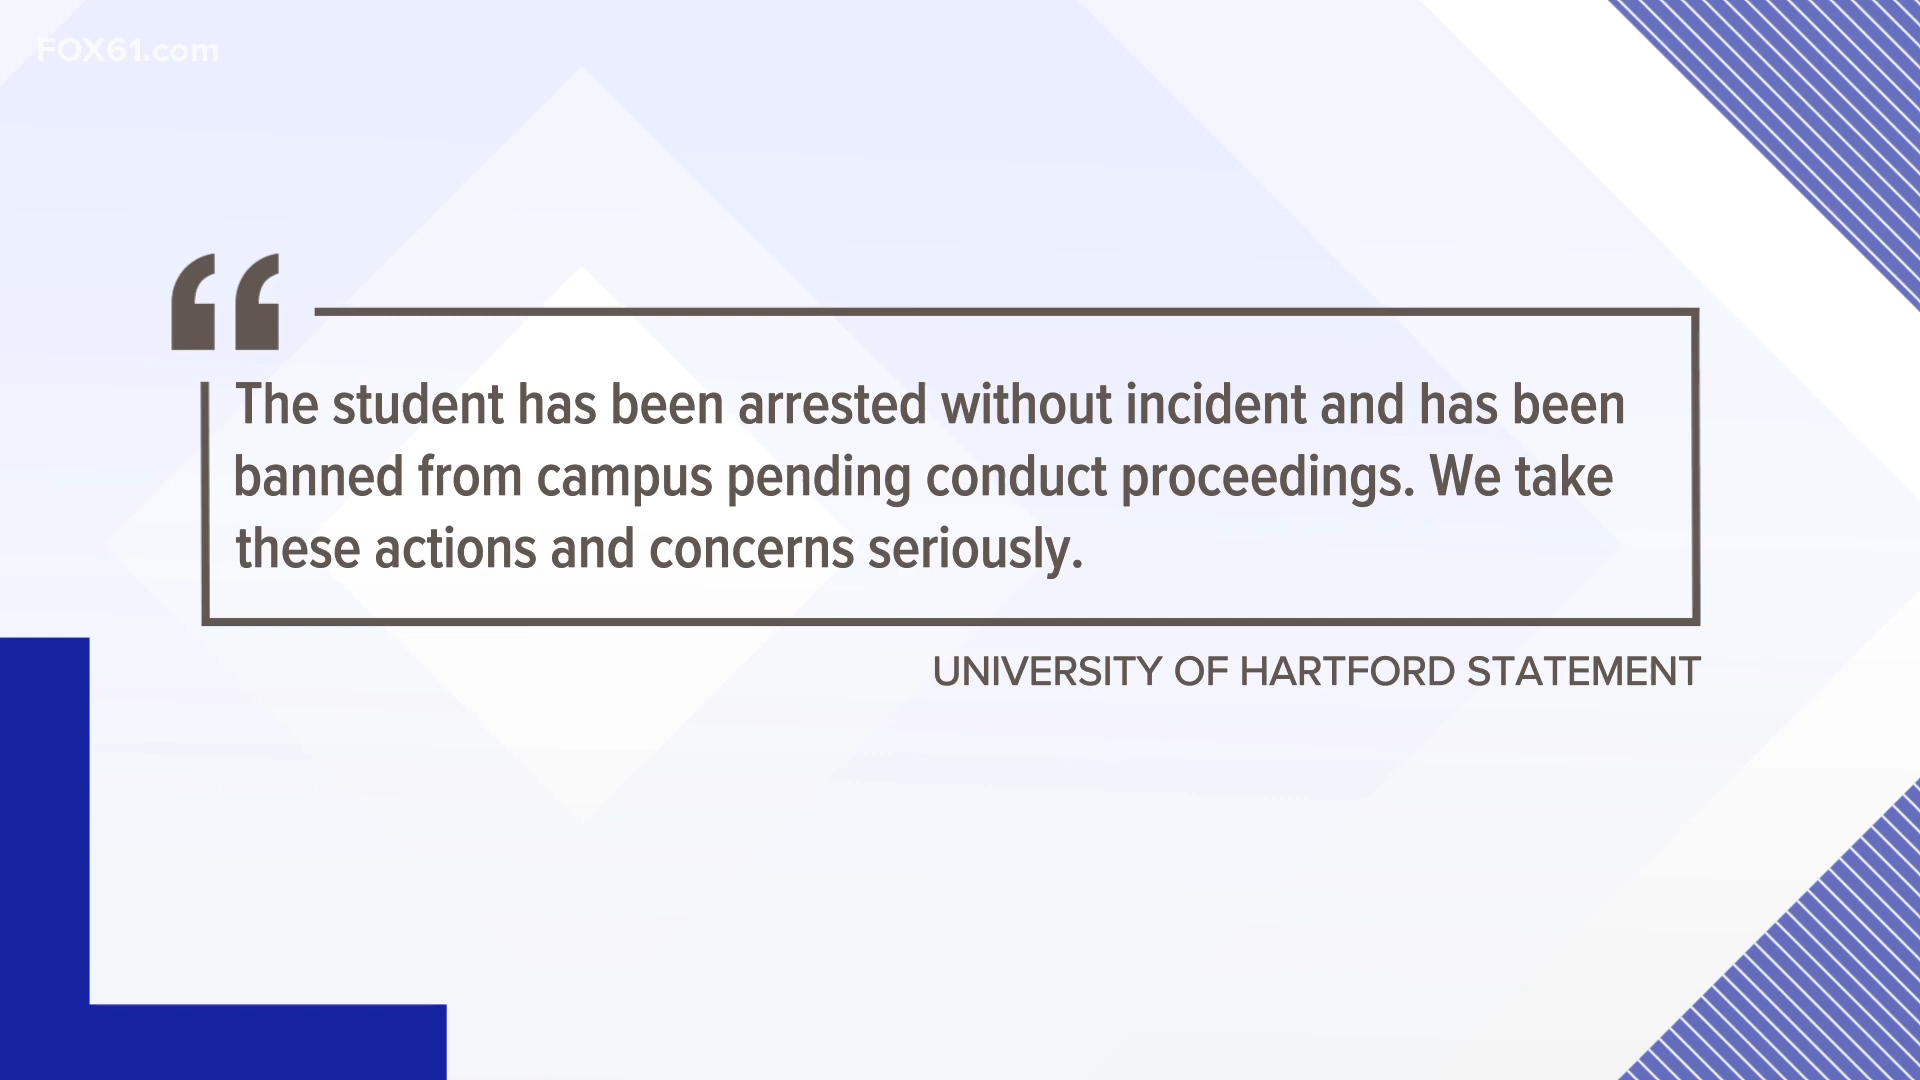 FOX61.com
“
The student has been arrested without incident and has been
banned from campus pending conduct proceedings. We take
these actions and concerns seriously.
UNIVERSITY OF HARTFORD STATEMENT